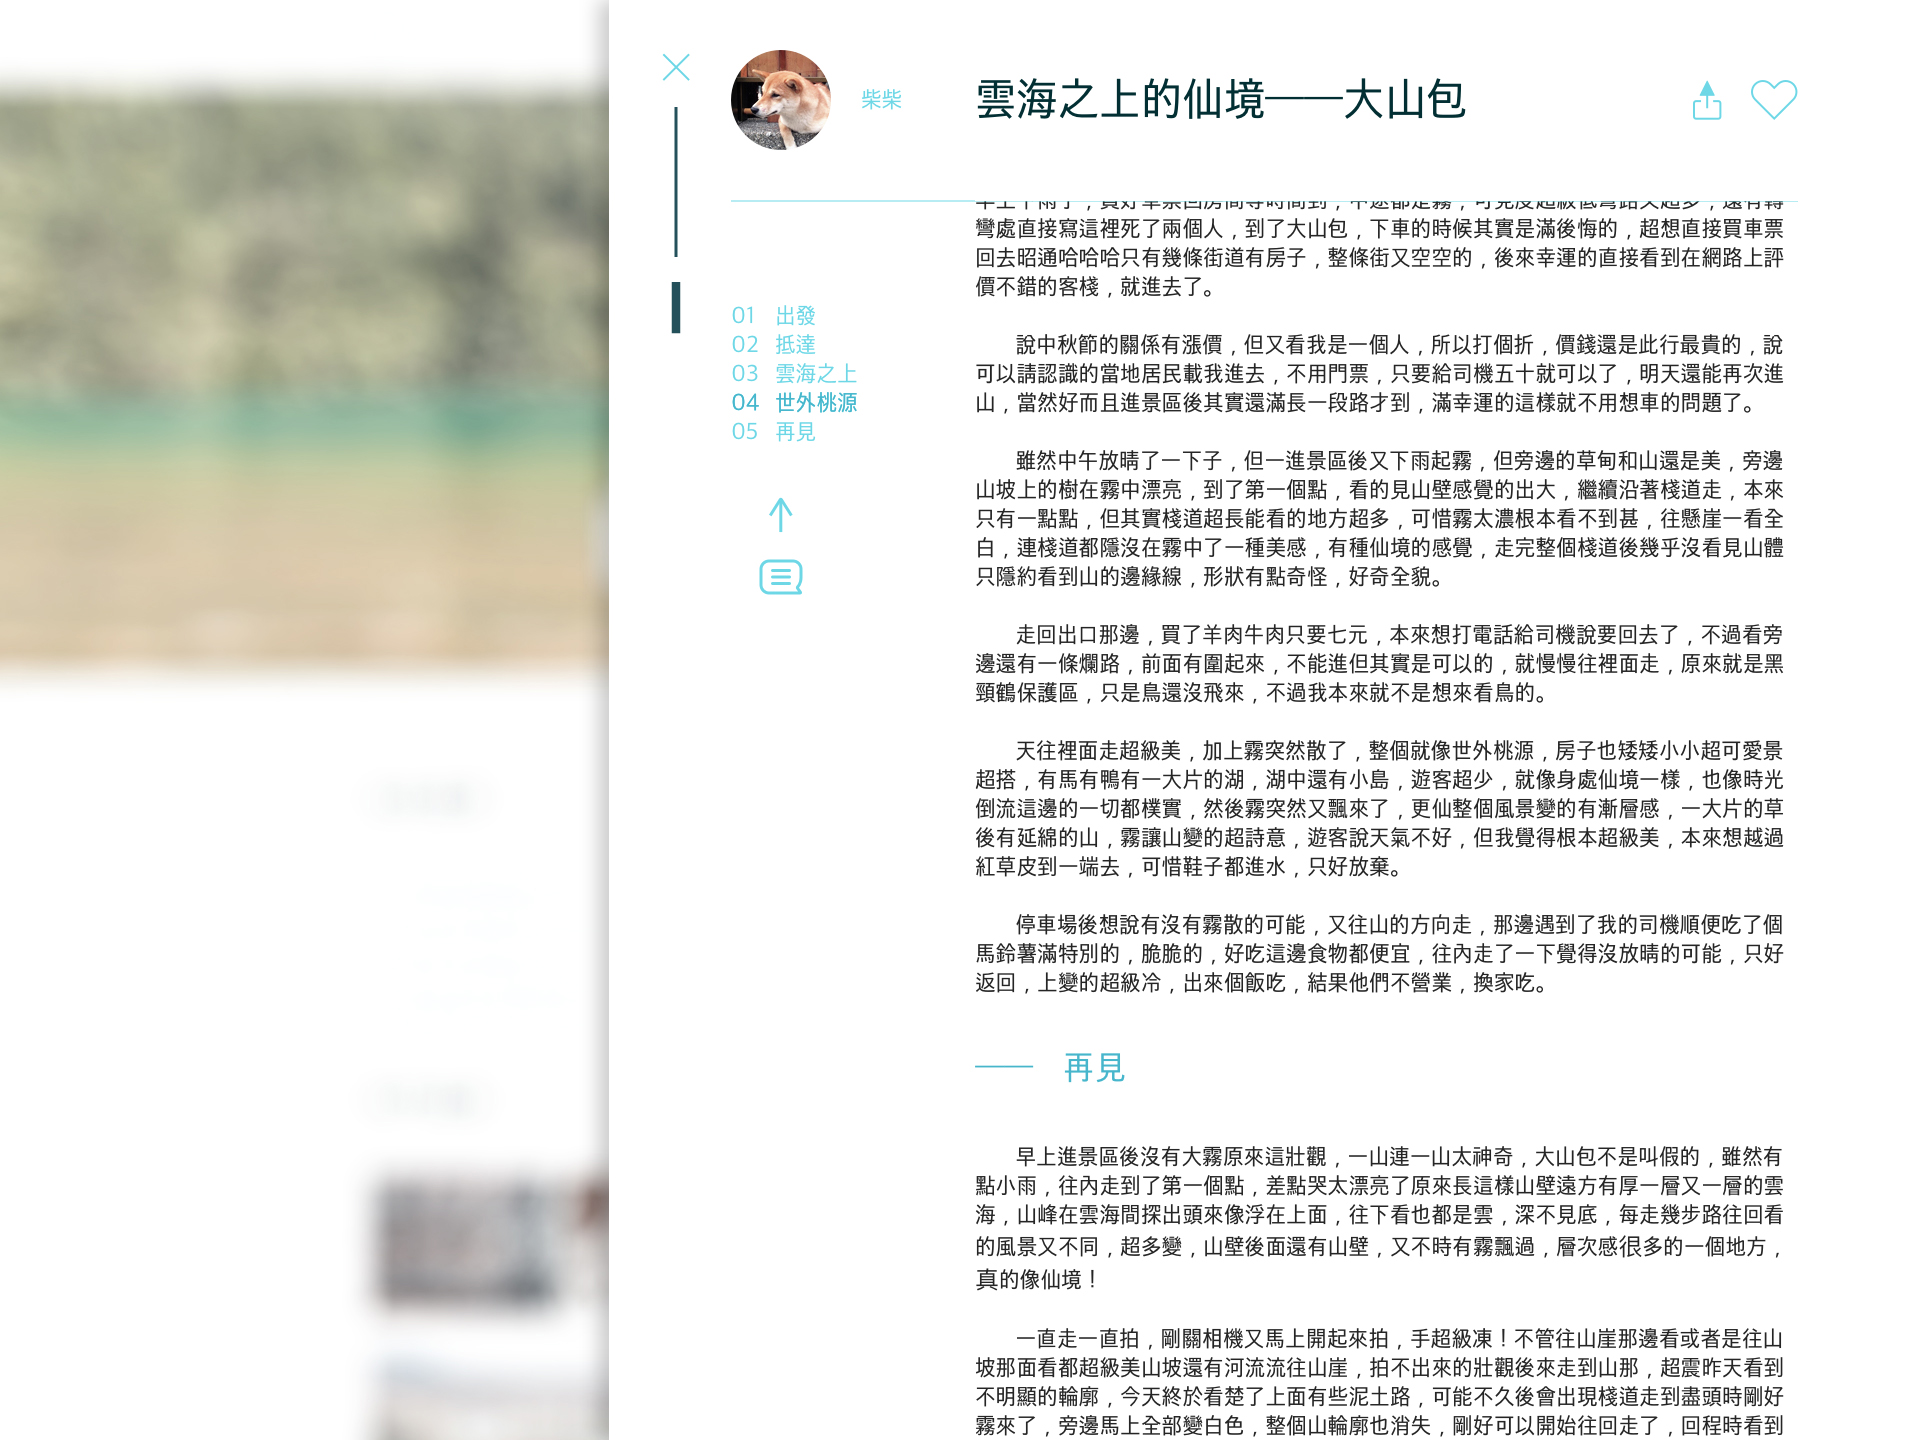 柴柴
雲海之上的仙境——大山包
01 出發
02 抵達
03 雲海之上
04 世外桃源
05 再見
彎處直接寫這裡死了兩個人，到了大山包，下車的時候其實是滿後悔的，超想直接買車票
回去昭通哈哈哈只有幾條街道有房子，整條街又空空的，後來幸運的直接看到在網路上評
價不錯的客棧，就進去了。
說中秋節的關係有漲價，但又看我是一個人，所以打個折，價錢還是此行最貴的，說
可以請認識的當地居民載我進去，不用門票，只要給司機五十就可以了，明天還能再次進
山，當然好而且進景區後其實還滿長一段路才到，滿幸運的這樣就不用想車的問題了。
雖然中午放晴了一下子，但一進景區後又下雨起霧，但旁邊的草甸和山還是美，旁邊
山坡上的樹在霧中漂亮，到了第一個點，看的見山壁感覺的出大，繼續沿著棧道走，本來
只有一點點，但其實棧道超長能看的地方超多，可惜霧太濃根本看不到甚，往懸崖一看全
白，連棧道都隱沒在霧中了一種美感，有種仙境的感覺，走完整個棧道後幾乎沒看見山體
只隱約看到山的邊緣線，形狀有點奇怪，好奇全貌。
走回出口那邊，買了羊肉牛肉只要七元，本來想打電話給司機說要回去了，不過看旁
邊還有一條爛路，前面有圍起來，不能進但其實是可以的，就慢慢往裡面走，原來就是黑
頸鶴保護區，只是鳥還沒飛來，不過我本來就不是想來看鳥的。
天往裡面走超級美，加上霧突然散了，整個就像世外桃源，房子也矮矮小小超可愛景
超搭，有馬有鴨有一大片的湖，湖中還有小島，遊客超少，就像身處仙境一樣，也像時光
倒流這邊的一切都樸實，然後霧突然又飄來了，更仙整個風景變的有漸層感，一大片的草
後有延綿的山，霧讓山變的超詩意，遊客說天氣不好，但我覺得根本超級美，本來想越過
紅草皮到一端去，可惜鞋子都進水，只好放棄。
停車場後想說有沒有霧散的可能，又往山的方向走，那邊遇到了我的司機順便吃了個
馬鈴薯滿特別的，脆脆的，好吃這邊食物都便宜，往內走了一下覺得沒放晴的可能，只好
返回，上變的超級冷，出來個飯吃，結果他們不營業，換家吃。
—— 再見
早上進景區後沒有大霧原來這壯觀，一山連一山太神奇，大山包不是叫假的，雖然有
點小雨，往內走到了第一個點，差點哭太漂亮了原來長這樣山壁遠方有厚一層又一層的雲
海，山峰在雲海間探出頭來像浮在上面，往下看也都是雲，深不見底，每走幾步路往回看
的風景又不同，超多變，山壁後面還有山壁，又不時有霧飄過，層次感很多的一個地方，
真的像仙境！
一直走一直拍，剛關相機又馬上開起來拍，手超級凍！不管往山崖那邊看或者是往山
坡那面看都超級美山坡還有河流流往山崖，拍不出來的壯觀後來走到山那，超震昨天看到
不明顯的輪廓，今天終於看楚了上面有些泥土路，可能不久後會出現棧道走到盡頭時剛好
霧來了，旁邊馬上全部變白色，整個山輪廓也消失，剛好可以開始往回走了，回程時看到